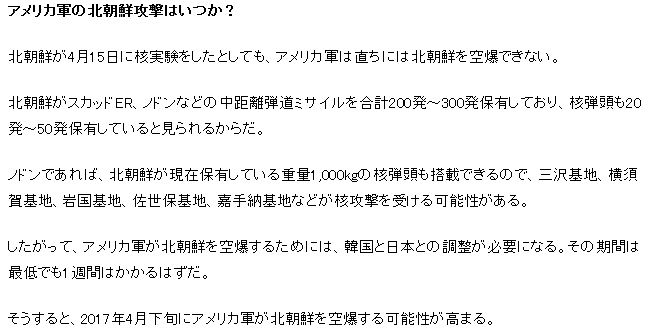 アメリカ軍の北朝鮮攻撃はいつか？
北朝鮮が4月15日に核実験をしたとしても、アメリカ軍は直ちには北朝鮮を空爆できない。
北朝鮮がスカッドER、ノドンなどの中距離弾道ミサイルを合計200発～300発保有しており、核弾頭も20
発～50発保有していると見られるからだ。
ノドンであれば、北朝鮮が現在保有している重量1,000kgの核弾頭も搭載できるので、三沢基地、横須
賀基地、岩国基地、佐世保基地、嘉手納基地などが核攻撃を受ける可能性がある。
したがって、アメリカ軍が北朝鮮を空爆するためには、韓国と日本との調整が必要になる。その期間は
最低でも1週間はかかるはずだ。
そうすると、2017年4月下旬にアメリカ軍が北朝鮮を空爆する可能性が高まる。